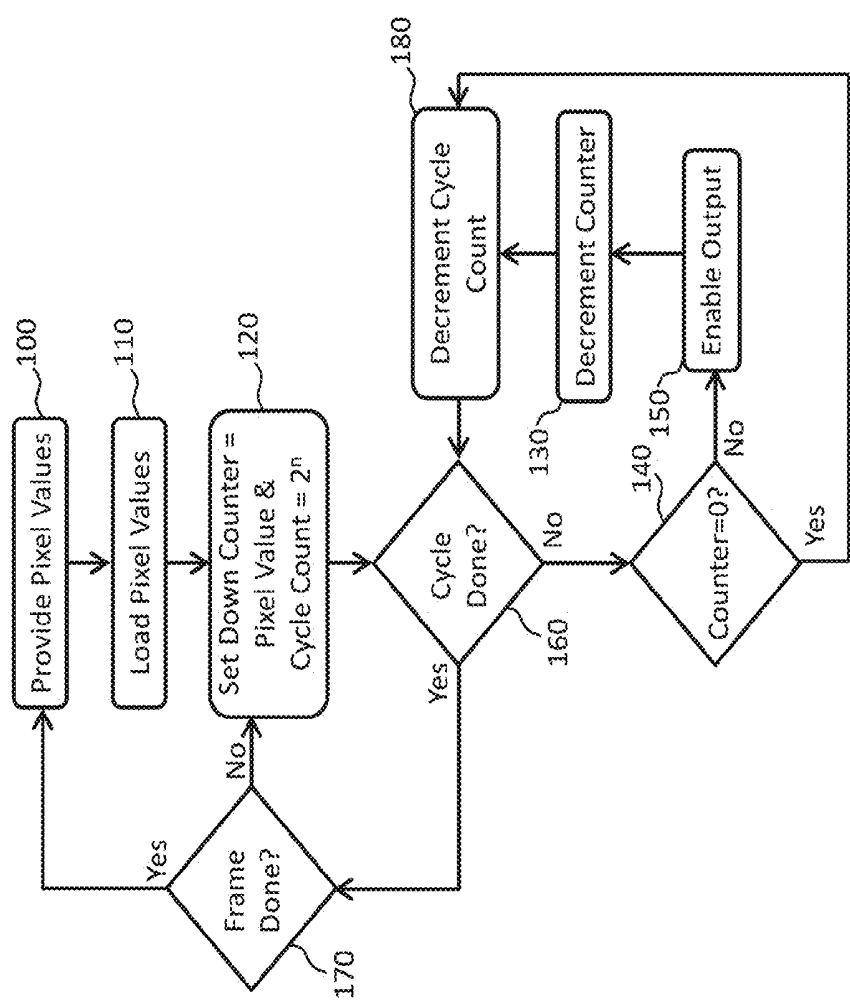 100
Provide Pixel Values
110
Load Pixel Values
120
Set Down Counter =
Pixel Value &
Cycle Count = 2ⁿ
Yes
Frame
Done?
170
No
Yes
Cycle
Done?
160
No
180
Decrement Cycle
Count
130
Decrement Counter
140
Counter=0?
Yes
No
150
Enable Output